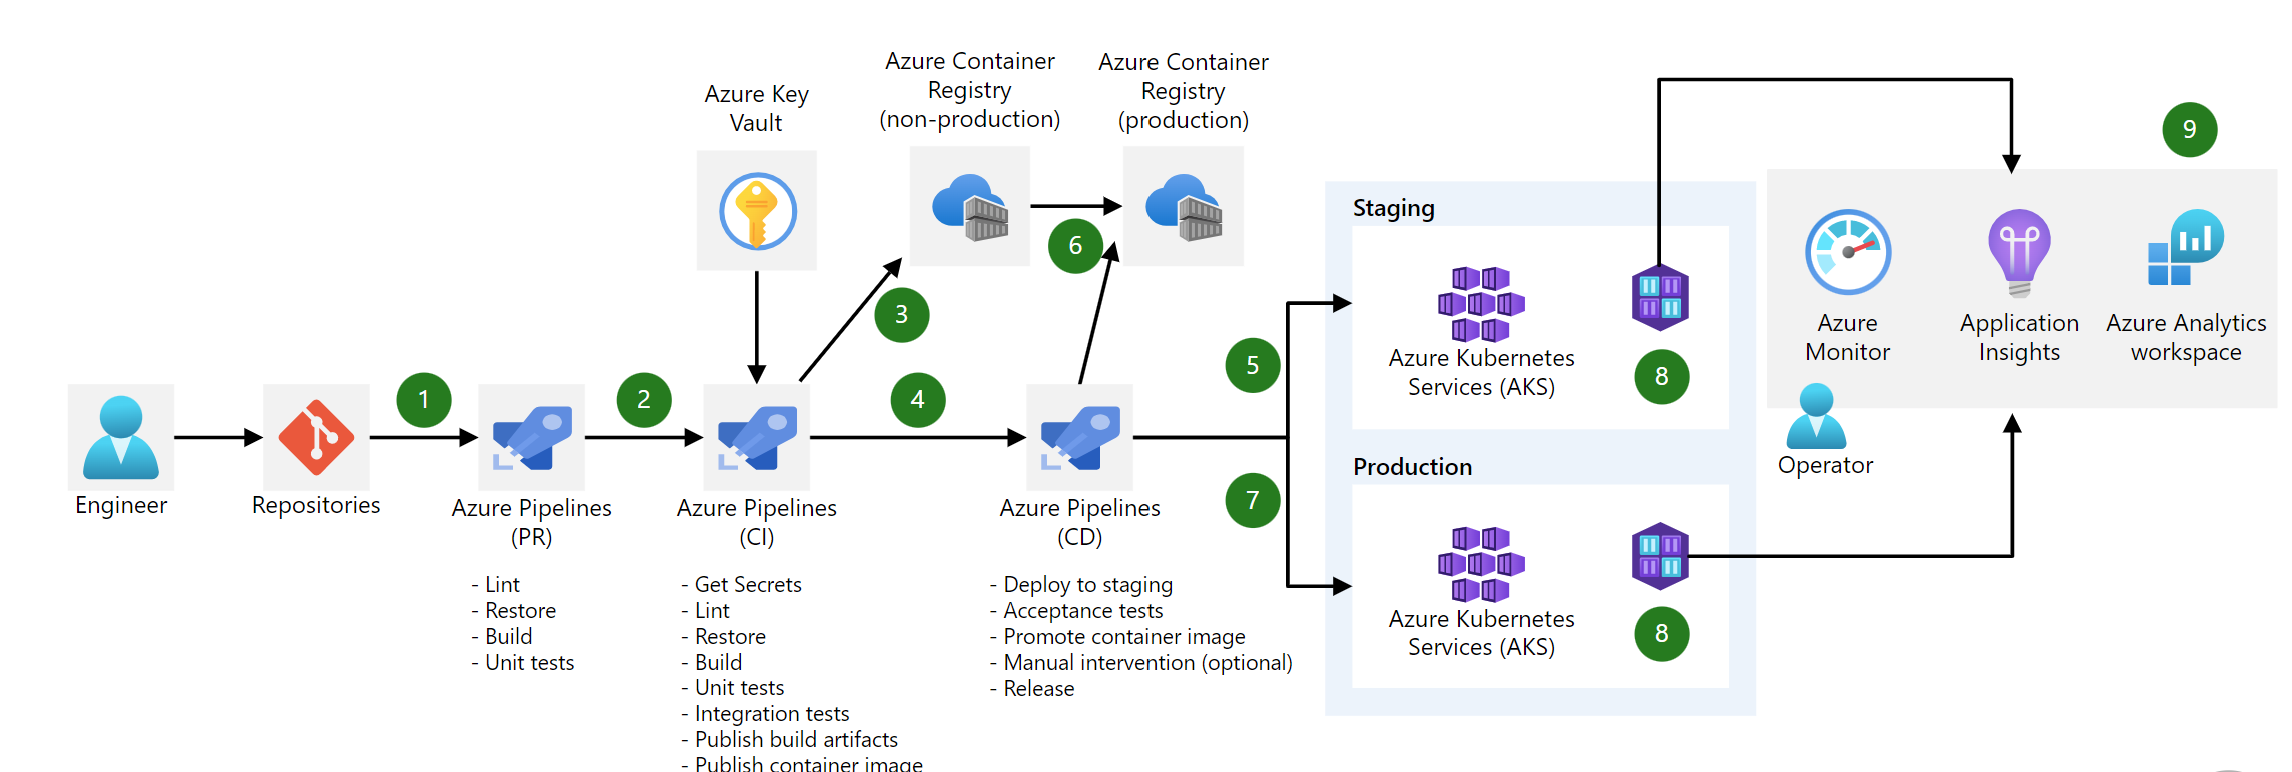 Azure Key
Vault
Azure Container
Registry
(non-production)
Azure Container
Registry
(production)
9
Staging
6
3
5
8
Azure Kubernetes
Services (AKS)
Azure
Monitor
Application
Insights
Azure Analytics
workspace
1
2
4
Operator
Engineer
Repositories
Azure Pipelines
(PR)
Azure Pipelines
(CI)
Azure Pipelines
(CD)
7
Production
Azure Kubernetes
Services (AKS)
8
- Lint
- Restore
- Build
- Unit tests
- Get Secrets
- Lint
- Restore
- Build
- Unit tests
- Integration tests
- Publish build artifacts
- Publish container image
- Deploy to staging
- Acceptance tests
- Promote container image
- Manual intervention (optional)
- Release